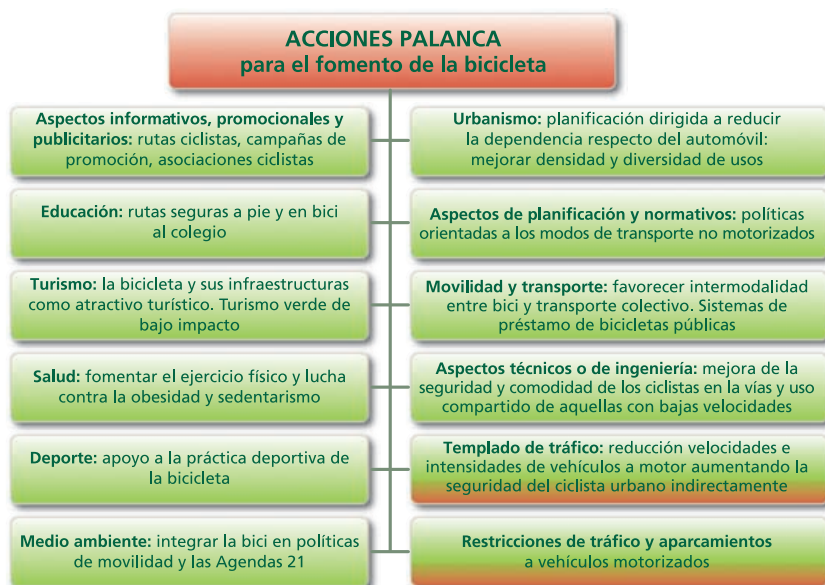 ACCIONES PALANCA
para el fomento de la bicicleta
Aspectos informativos, promocionales y
publicitarios: rutas ciclistas, campañas de
promoción, asociaciones ciclistas
Educación: rutas seguras a pie y en bici
al colegio
Turismo: la bicicleta y sus infraestructuras
como atractivo turístico. Turismo verde de
bajo impacto
Salud: fomentar el ejercicio físico y lucha
contra la obesidad y sedentarismo
Deporte: apoyo a la práctica deportiva de
la bicicleta
Medio ambiente: integrar la bici en políticas
de movilidad y las Agendas 21
Urbanismo: planificación dirigida a reducir
la dependencia respecto del automóvil:
mejorar densidad y diversidad de usos
Aspectos de planificación y normativos: políticas
orientadas a los modos de transporte no motorizados
Movilidad y transporte: favorecer intermodalidad
entre bici y transporte colectivo. Sistemas de
préstamo de bicicletas públicas
Aspectos técnicos o de ingeniería: mejora de la
seguridad y comodidad de los ciclistas en la vías y uso
compartido de aquellas con bajas velocidades
Templado de tráfico: reducción velocidades e
intensidades de vehículos a motor aumentando la
seguridad del ciclista urbano indirectamente
Restricciones de tráfico y aparcamientos
a vehículos motorizados